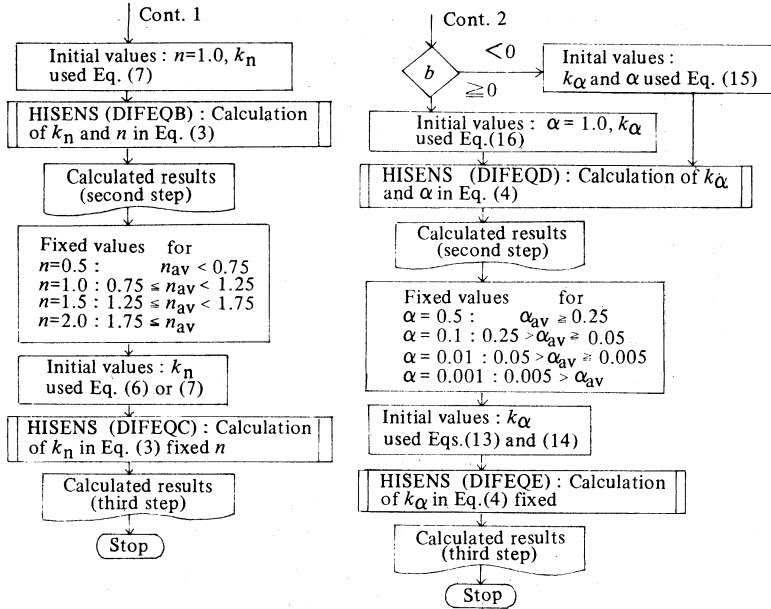 Cont. 1
Initial values : n=1.0, kn
used Eq. (7)
HISENS (DIFEQB) : Calculation
of kn and n in Eq. (3)
Calculated results
(second step)
Fixed values for
n=0.5 : nav < 0.75
n=1.0 : 0.75 ≦ nav < 1.25
n=1.5 : 1.25 ≦ nav < 1.75
n=2.0 : 1.75 ≦ nav
Initial values : kn
used Eq. (6) or (7)
HISENS (DIFEQC) : Calculation
of kn in Eq. (3) fixed n
Calculated results
(third step)
Stop
Cont. 2
b
<0
≧0
Inital values :
kα and α used Eq. (15)
Initial values : α = 1.0, kα
used Eq.(16)
HISENS (DIFEQD) : Calculation of kα
and α in Eq. (4)
Calculated results
(second step)
Fixed values for
α = 0.5 : αav ≧ 0.25
α = 0.1 : 0.25 > αav ≧ 0.05
α = 0.01 : 0.05 > αav ≧ 0.005
α = 0.001 : 0.005 > αav
Initial values : kα
used Eqs.(13) and (14)
HISENS (DIFEQE) : Calculation
of kα in Eq.(4) fixed
Calculated results
(third step)
Stop